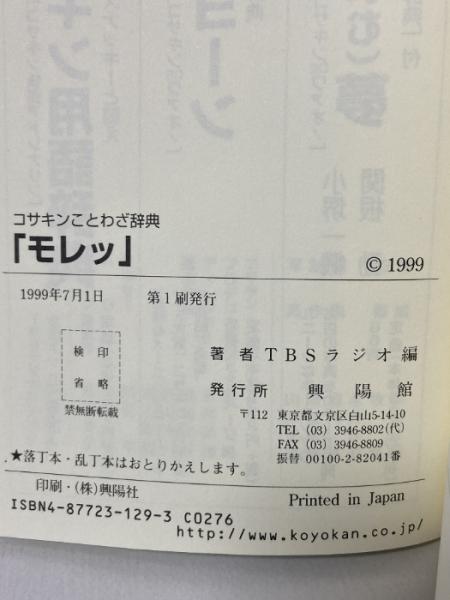 コサキンことわざ辞典
「モレッ」
© 1999
1999年7月1日 第1刷発行
検印
省略
禁無断転載
著者 TBSラジオ編
発行所 興陽館
〒112 東京都文京区白山5-14-10
TEL (03) 3946-8802(代)
FAX (03) 3946-8809
振替 00100-2-82041番
★落丁本・乱丁本はおとりかえします。
印刷・(株)興陽社
Printed in Japan
ISBN4-87723-129-3 C0276
http://www.koyokan.co.jp/